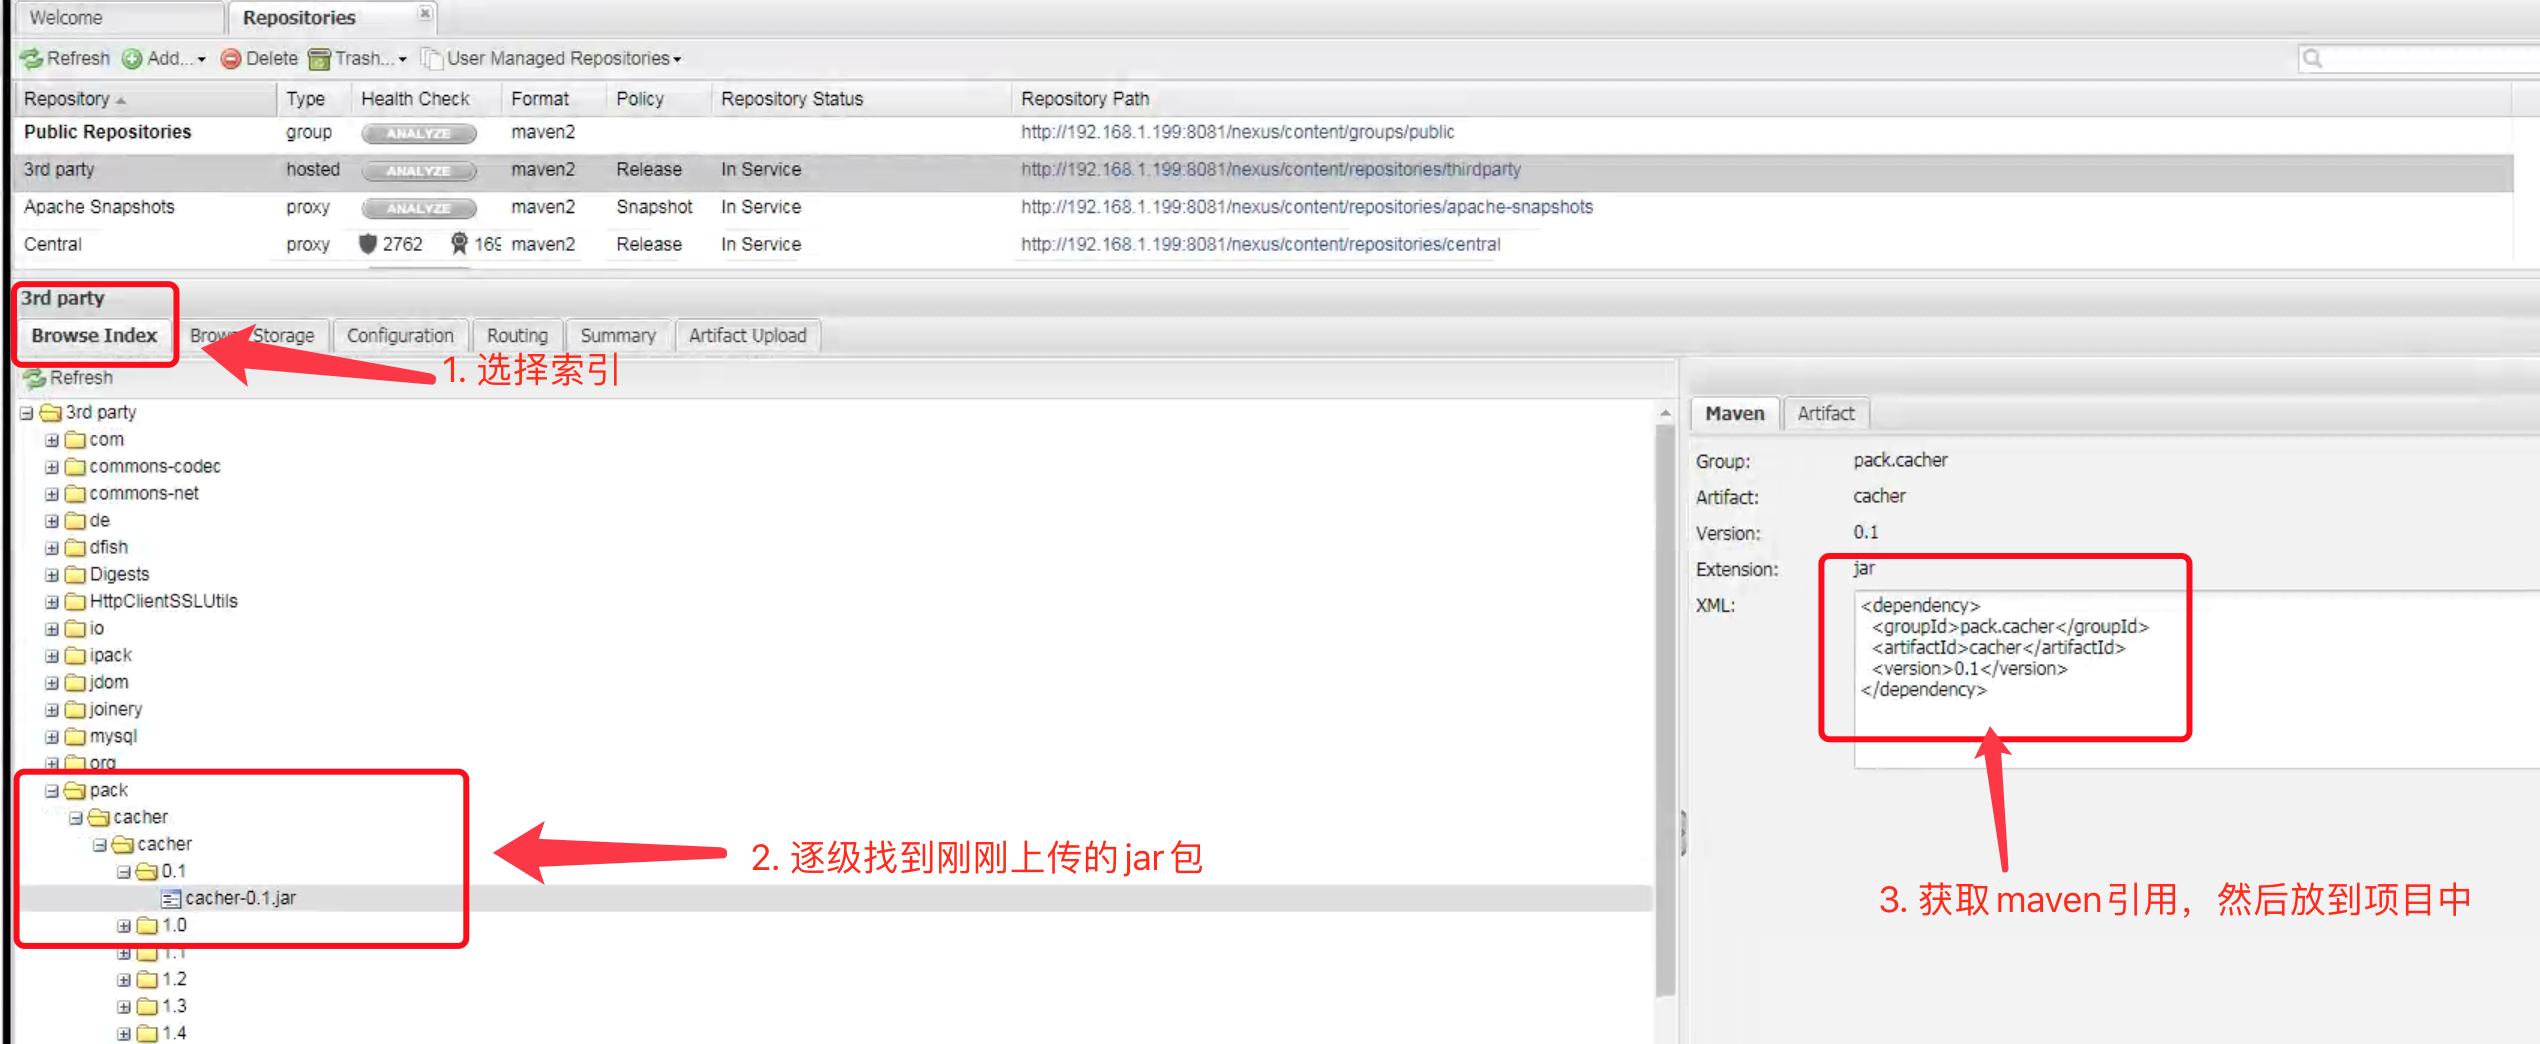 Welcome
Repositories
Refresh Add... Delete Trash... User Managed Repositories
Repository Type Health Check Format Policy Repository Status Repository Path
Public Repositories group ANALYZE maven2 http://192.168.1.199:8081/nexus/content/groups/public
3rd party hosted ANALYZE maven2 Release In Service http://192.168.1.199:8081/nexus/content/repositories/thirdparty
Apache Snapshots proxy ANALYZE maven2 Snapshot In Service http://192.168.1.199:8081/nexus/content/repositories/apache-snapshots
Central proxy 2762 169 maven2 Release In Service http://192.168.1.199:8081/nexus/content/repositories/central
3rd party
Browse Index Browse Storage Configuration Routing Summary Artifact Upload
1. 选择索引
Refresh
3rd party
com
commons-codec
commons-net
de
dfish
Digests
HttpClientSSLUtils
io
ipack
jdom
joinery
mysql
org
pack
cacher
cacher
0.1
cacher-0.1.jar
1.0
1.1
1.2
1.3
1.4
2. 逐级找到刚刚上传的jar包
Maven Artifact
Group: pack.cacher
Artifact: cacher
Version: 0.1
Extension: jar
XML: <dependency>
<groupId>pack.cacher</groupId>
<artifactId>cacher</artifactId>
<version>0.1</version>
</dependency>
3. 获取maven引用，然后放到项目中